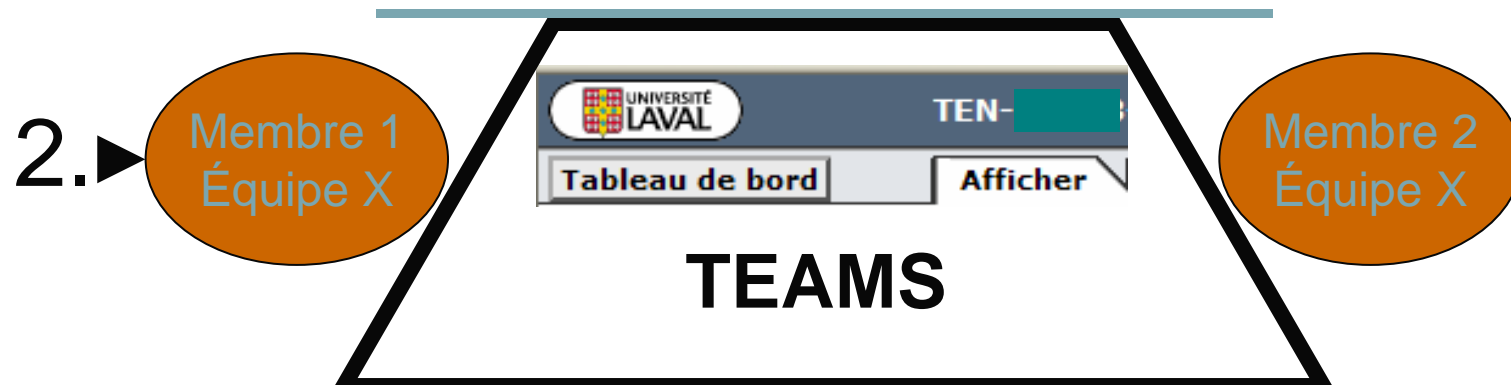 2.►
Membre 1
Équipe X
UNIVERSITÉ
LAVAL
TEN-
Tableau de bord
Afficher
TEAMS
Membre 2
Équipe X